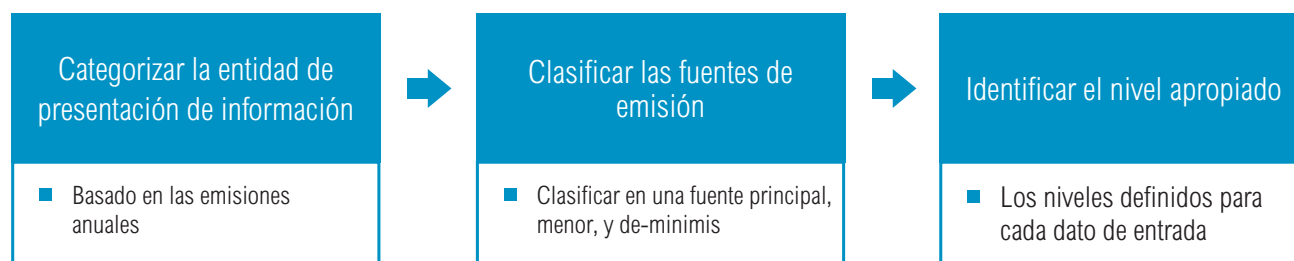 Categorizar la entidad de
presentación de información
Basado en las emisiones
anuales
Clasificar las fuentes de
emisión
Clasificar en una fuente principal,
menor, y de-minimis
Identificar el nivel apropiado
Los niveles definidos para
cada dato de entrada